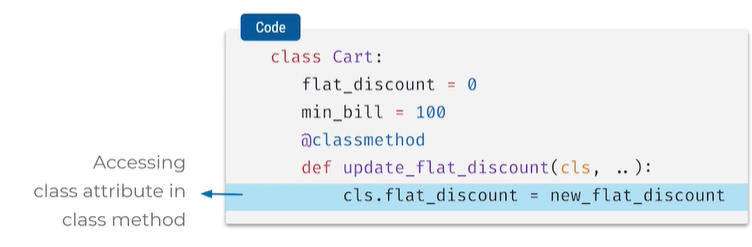 Code
class Cart:
    flat_discount = 0
    min_bill = 100
    @classmethod
    def update_flat_discount(cls, ..):
        cls.flat_discount = new_flat_discount
Accessing
class attribute in
class method